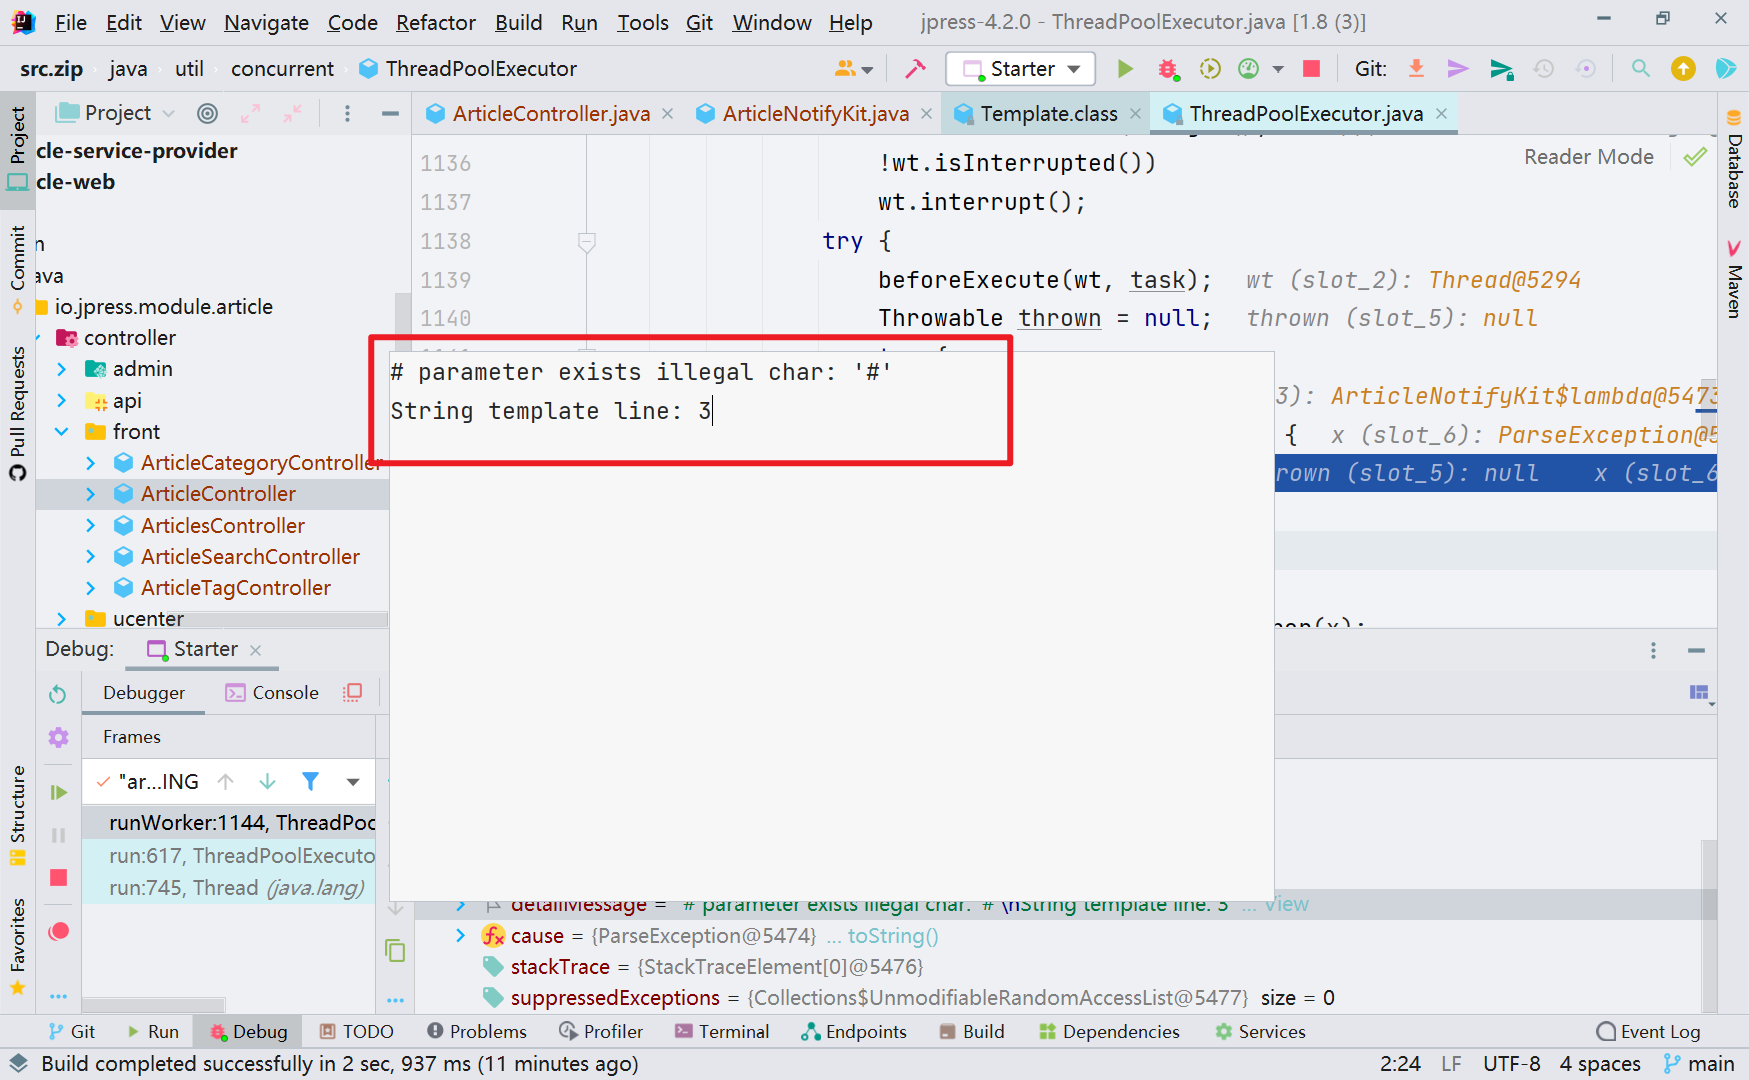 File Edit View Navigate Code Refactor Build Run Tools Git Window Help jpress-4.2.0 - ThreadPoolExecutor.java [1.8 (3)]
src.zip java util concurrent ThreadPoolExecutor Starter Git:
Project ArticleController.java ArticleNotifyKit.java Template.class ThreadPoolExecutor.java
Project
Commit
Pull Requests
Structure
Favorites
Database
Maven
cle-service-provider
cle-web
n
ava
io.jpress.module.article
controller
admin
api
front
ArticleCategoryController
ArticleController
ArticlesController
ArticleSearchController
ArticleTagController
ucenter
Reader Mode
1136 !wt.isInterrupted())
1137 wt.interrupt();
1138 try {
1139 beforeExecute(wt, task); wt (slot_2): Thread@5294
1140 Throwable thrown = null; thrown (slot_5): null
# parameter exists illegal char: '#'
String template line: 3
3): ArticleNotifyKit$lambda@5473
{ x (slot_6): ParseException@5
rown (slot_5): null x (slot_6
Debug: Starter
Debugger Console
Frames
"ar...ING
runWorker:1144, ThreadPoo
run:617, ThreadPoolExecuto
run:745, Thread (java.lang)
detailMessage = # parameter exists illegal char: # \nString template line: 3 ... View
cause = {ParseException@5474} ... toString()
stackTrace = {StackTraceElement[0]@5476}
suppressedExceptions = {Collections$UnmodifiableRandomAccessList@5477} size = 0
Git Run Debug TODO Problems Profiler Terminal Endpoints Build Dependencies Services Event Log
Build completed successfully in 2 sec, 937 ms (11 minutes ago) 2:24 LF UTF-8 4 spaces main